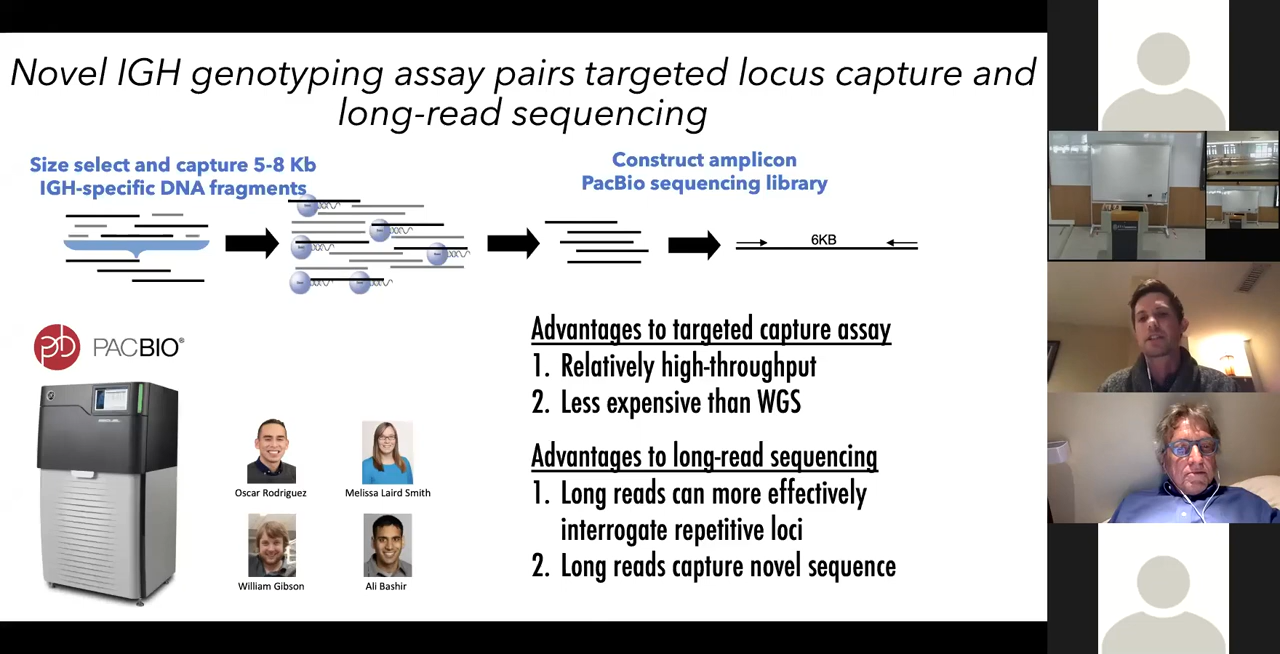 Novel IGH genotyping assay pairs targeted locus capture and
long-read sequencing
Size select and capture 5-8 Kb
IGH-specific DNA fragments
Construct amplicon
PacBio sequencing library
6KB
PACBIO®
Oscar Rodriguez
Melissa Laird Smith
William Gibson
Ali Bashir
Advantages to targeted capture assay
1. Relatively high-throughput
2. Less expensive than WGS
Advantages to long-read sequencing
1. Long reads can more effectively
interrogate repetitive loci
2. Long reads capture novel sequence